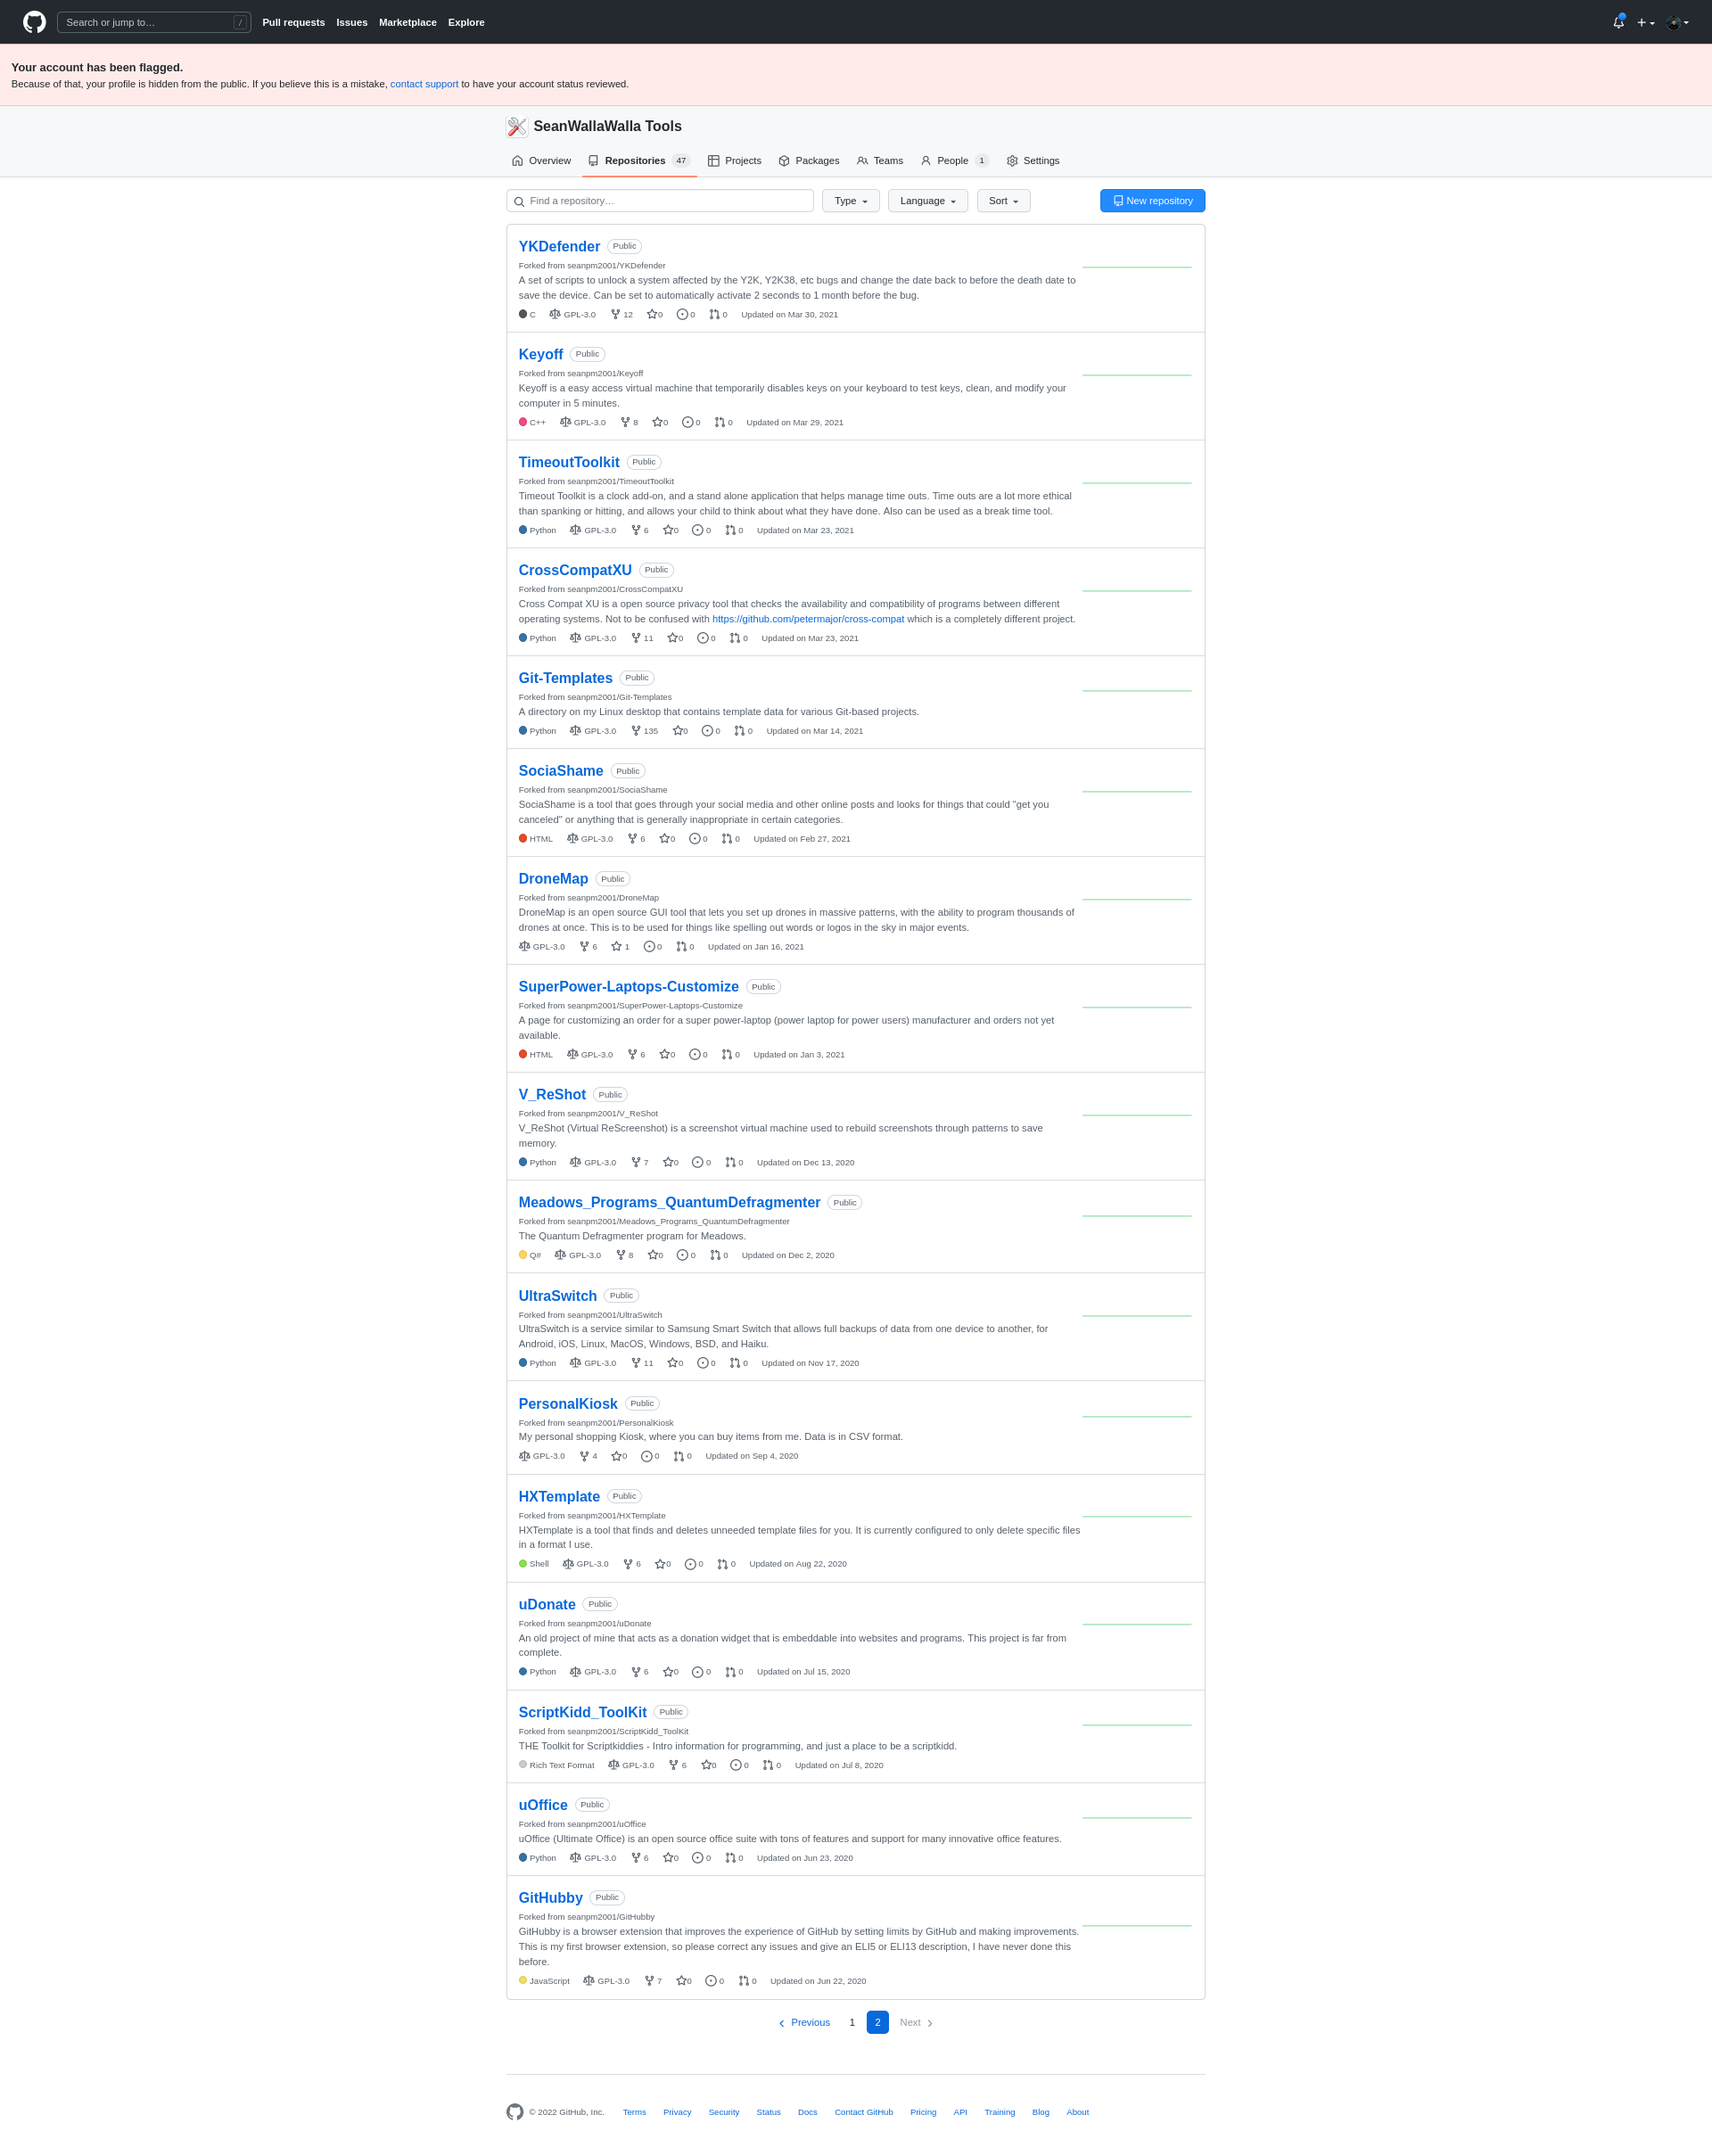 Search or jump to… / Pull requests Issues Marketplace Explore
Your account has been flagged.
Because of that, your profile is hidden from the public. If you believe this is a mistake, contact support to have your account status reviewed.
SeanWallaWalla Tools
Overview Repositories 47 Projects Packages Teams People 1 Settings
Find a repository… Type Language Sort New repository
YKDefender Public
Forked from seanpm2001/YKDefender
A set of scripts to unlock a system affected by the Y2K, Y2K38, etc bugs and change the date back to before the death date to
save the device. Can be set to automatically activate 2 seconds to 1 month before the bug.
C GPL-3.0 12 0 0 0 Updated on Mar 30, 2021
Keyoff Public
Forked from seanpm2001/Keyoff
Keyoff is a easy access virtual machine that temporarily disables keys on your keyboard to test keys, clean, and modify your
computer in 5 minutes.
C++ GPL-3.0 8 0 0 0 Updated on Mar 29, 2021
TimeoutToolkit Public
Forked from seanpm2001/TimeoutToolkit
Timeout Toolkit is a clock add-on, and a stand alone application that helps manage time outs. Time outs are a lot more ethical
than spanking or hitting, and allows your child to think about what they have done. Also can be used as a break time tool.
Python GPL-3.0 6 0 0 0 Updated on Mar 23, 2021
CrossCompatXU Public
Forked from seanpm2001/CrossCompatXU
Cross Compat XU is a open source privacy tool that checks the availability and compatibility of programs between different
operating systems. Not to be confused with https://github.com/petermajor/cross-compat which is a completely different project.
Python GPL-3.0 11 0 0 0 Updated on Mar 23, 2021
Git-Templates Public
Forked from seanpm2001/Git-Templates
A directory on my Linux desktop that contains template data for various Git-based projects.
Python GPL-3.0 135 0 0 0 Updated on Mar 14, 2021
SociaShame Public
Forked from seanpm2001/SociaShame
SociaShame is a tool that goes through your social media and other online posts and looks for things that could "get you
canceled" or anything that is generally inappropriate in certain categories.
HTML GPL-3.0 6 0 0 0 Updated on Feb 27, 2021
DroneMap Public
Forked from seanpm2001/DroneMap
DroneMap is an open source GUI tool that lets you set up drones in massive patterns, with the ability to program thousands of
drones at once. This is to be used for things like spelling out words or logos in the sky in major events.
GPL-3.0 6 1 0 0 Updated on Jan 16, 2021
SuperPower-Laptops-Customize Public
Forked from seanpm2001/SuperPower-Laptops-Customize
A page for customizing an order for a super power-laptop (power laptop for power users) manufacturer and orders not yet
available.
HTML GPL-3.0 6 0 0 0 Updated on Jan 3, 2021
V_ReShot Public
Forked from seanpm2001/V_ReShot
V_ReShot (Virtual ReScreenshot) is a screenshot virtual machine used to rebuild screenshots through patterns to save
memory.
Python GPL-3.0 7 0 0 0 Updated on Dec 13, 2020
Meadows_Programs_QuantumDefragmenter Public
Forked from seanpm2001/Meadows_Programs_QuantumDefragmenter
The Quantum Defragmenter program for Meadows.
Q# GPL-3.0 8 0 0 0 Updated on Dec 2, 2020
UltraSwitch Public
Forked from seanpm2001/UltraSwitch
UltraSwitch is a service similar to Samsung Smart Switch that allows full backups of data from one device to another, for
Android, iOS, Linux, MacOS, Windows, BSD, and Haiku.
Python GPL-3.0 11 0 0 0 Updated on Nov 17, 2020
PersonalKiosk Public
Forked from seanpm2001/PersonalKiosk
My personal shopping Kiosk, where you can buy items from me. Data is in CSV format.
GPL-3.0 4 0 0 0 Updated on Sep 4, 2020
HXTemplate Public
Forked from seanpm2001/HXTemplate
HXTemplate is a tool that finds and deletes unneeded template files for you. It is currently configured to only delete specific files
in a format I use.
Shell GPL-3.0 6 0 0 0 Updated on Aug 22, 2020
uDonate Public
Forked from seanpm2001/uDonate
An old project of mine that acts as a donation widget that is embeddable into websites and programs. This project is far from
complete.
Python GPL-3.0 6 0 0 0 Updated on Jul 15, 2020
ScriptKidd_ToolKit Public
Forked from seanpm2001/ScriptKidd_ToolKit
THE Toolkit for Scriptkiddies - Intro information for programming, and just a place to be a scriptkidd.
Rich Text Format GPL-3.0 6 0 0 0 Updated on Jul 8, 2020
uOffice Public
Forked from seanpm2001/uOffice
uOffice (Ultimate Office) is an open source office suite with tons of features and support for many innovative office features.
Python GPL-3.0 6 0 0 0 Updated on Jun 23, 2020
GitHubby Public
Forked from seanpm2001/GitHubby
GitHubby is a browser extension that improves the experience of GitHub by setting limits by GitHub and making improvements.
This is my first browser extension, so please correct any issues and give an ELI5 or ELI13 description, I have never done this
before.
JavaScript GPL-3.0 7 0 0 0 Updated on Jun 22, 2020
Previous 1 2 Next
© 2022 GitHub, Inc. Terms Privacy Security Status Docs Contact GitHub Pricing API Training Blog About